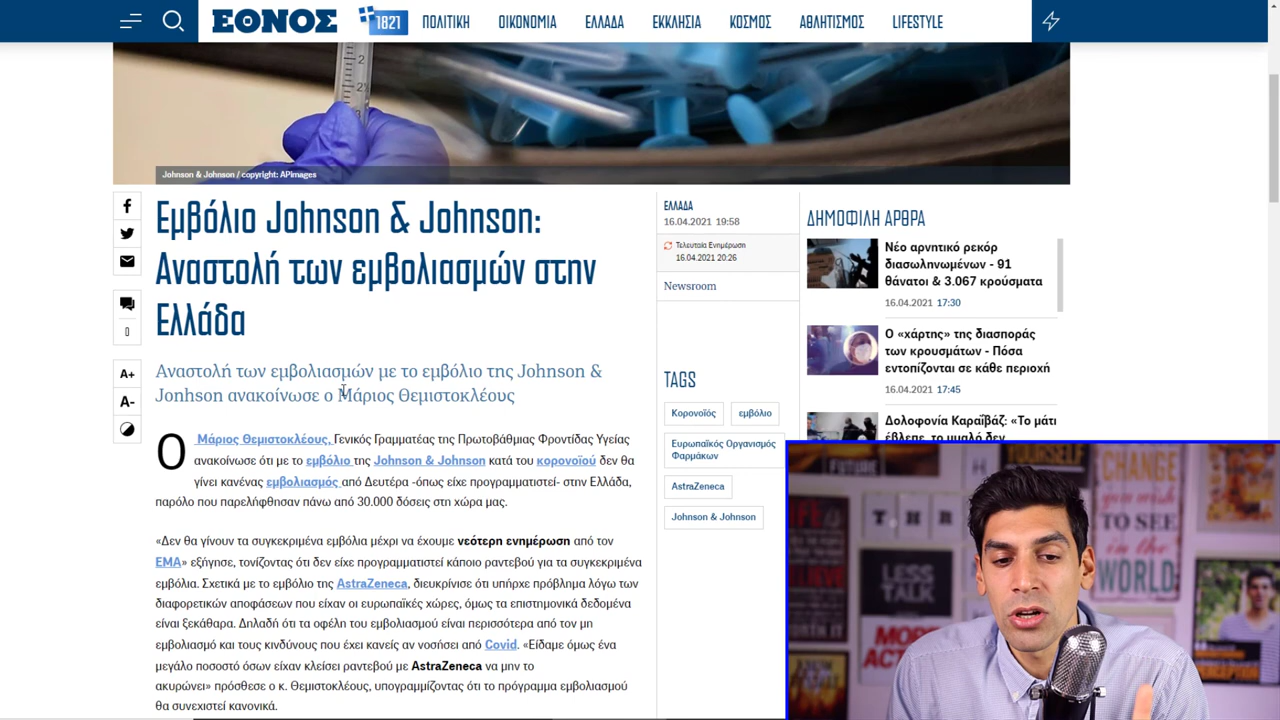 ΕΘΝΟΣ
1821
ΠΟΛΙΤΙΚΗ ΟΙΚΟΝΟΜΙΑ ΕΛΛΑΔΑ ΕΚΚΛΗΣΙΑ ΚΟΣΜΟΣ ΑΘΛΗΤΙΣΜΟΣ LIFESTYLE
Johnson & Johnson / copyright: APimages
Εμβόλιο Johnson & Johnson:
Αναστολή των εμβολιασμών στην
Ελλάδα
Αναστολή των εμβολιασμών με το εμβόλιο της Johnson &
Jonhson ανακοίνωσε ο Μάριος Θεμιστοκλέους
A+
A-
0
Ο Μάριος Θεμιστοκλέους, Γενικός Γραμματέας της Πρωτοβάθμιας Φροντίδας Υγείας
ανακοίνωσε ότι με το εμβόλιο της Johnson & Johnson κατά του κορονοϊού δεν θα
γίνει κανένας εμβολιασμός από Δευτέρα -όπως είχε προγραμματιστεί- στην Ελλάδα,
παρόλο που παρελήφθησαν πάνω από 30.000 δόσεις στη χώρα μας.
«Δεν θα γίνουν τα συγκεκριμένα εμβόλια μέχρι να έχουμε νεότερη ενημέρωση από τον
ΕΜΑ» εξήγησε, τονίζοντας ότι δεν είχε προγραμματιστεί κάποιο ραντεβού για τα συγκεκριμένα
εμβόλια. Σχετικά με το εμβόλιο της AstraZeneca, διευκρίνισε ότι υπήρχε πρόβλημα λόγω των
διαφορετικών αποφάσεων που είχαν οι ευρωπαϊκές χώρες, όμως τα επιστημονικά δεδομένα
είναι ξεκάθαρα. Δηλαδή ότι τα οφέλη του εμβολιασμού είναι περισσότερα από τον μη
εμβολιασμό και τους κινδύνους που έχει κανείς αν νοσήσει από Covid. «Είδαμε όμως ένα
μεγάλο ποσοστό όσων είχαν κλείσει ραντεβού με AstraZeneca να μην το
ακυρώνει» πρόσθεσε ο κ. Θεμιστοκλέους, υπογραμμίζοντας ότι το πρόγραμμα εμβολιασμού
θα συνεχιστεί κανονικά.
ΕΛΛΑΔΑ
16.04.2021 19:58
Τελευταία Ενημέρωση
16.04.2021 20:26
Newsroom
TAGS
Κορονοϊός
εμβόλιο
Ευρωπαϊκός Οργανισμός
Φαρμάκων
AstraZeneca
Johnson & Johnson
ΔΗΜΟΦΙΛΗ ΑΡΘΡΑ
Νέο αρνητικό ρεκόρ
διασωληνωμένων - 91
θάνατοι & 3.067 κρούσματα
16.04.2021 17:30
Ο «χάρτης» της διασποράς
των κρουσμάτων - Πόσα
εντοπίζονται σε κάθε περιοχή
16.04.2021 17:45
Δολοφονία Καραϊβάζ: «Το μάτι
έβλεπε, το μυαλό δεν
FUTURE
YOURSELF
CHANGE
TO SEE
in the
WORLD
THR
LESS
TALK
MORE